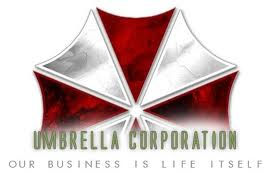 UMBRELLA CORPORATION
OUR BUSINESS IS LIFE ITSELF